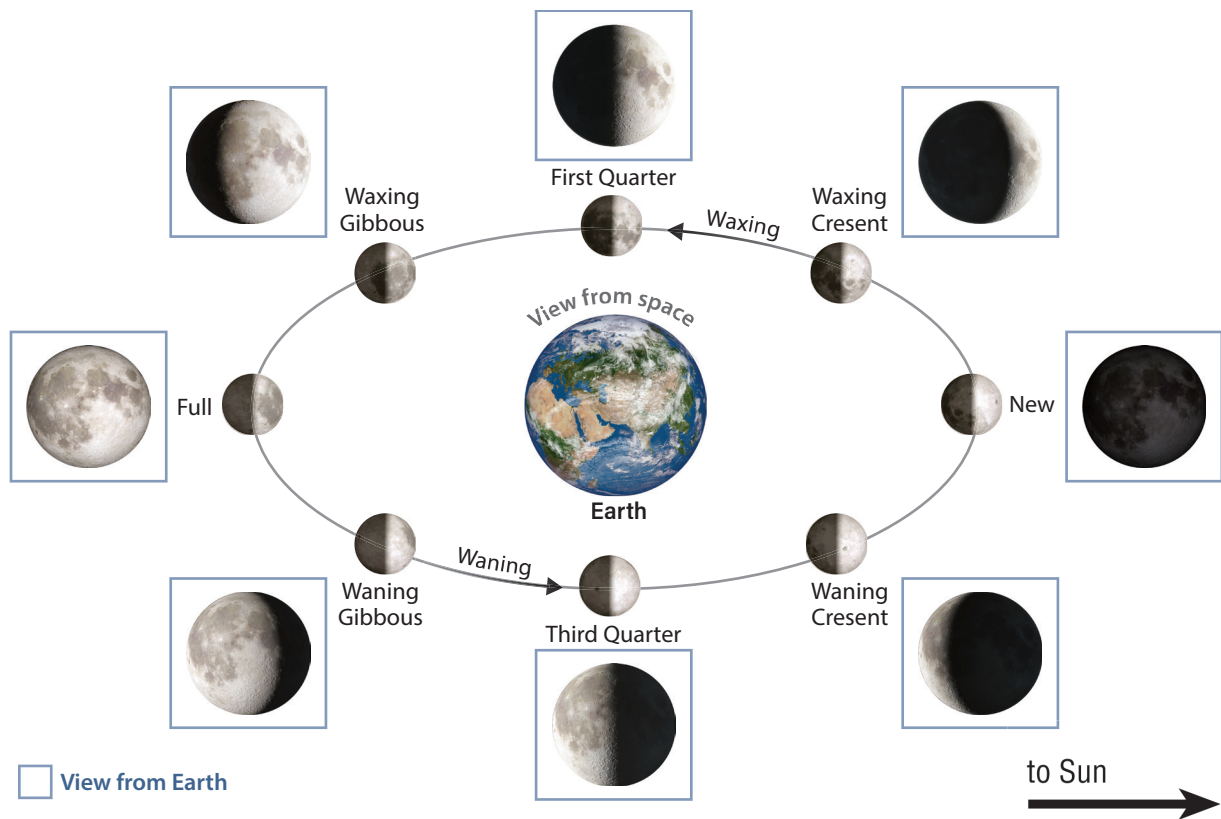 First Quarter
Waxing
Gibbous
Waxing
Waxing
Cresent
View from space
Full
New
Earth
Waning
Waning
Gibbous
Third Quarter
Waning
Cresent
View from Earth
to Sun